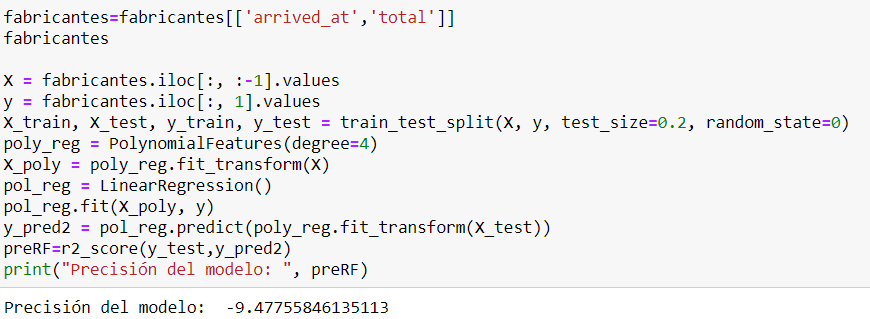 fabricantes=fabricantes[['arrived_at','total']]
fabricantes
X = fabricantes.iloc[:, :-1].values
y = fabricantes.iloc[:, 1].values
X_train, X_test, y_train, y_test = train_test_split(X, y, test_size=0.2, random_state=0)
poly_reg = PolynomialFeatures(degree=4)
X_poly = poly_reg.fit_transform(X)
pol_reg = LinearRegression()
pol_reg.fit(X_poly, y)
y_pred2 = pol_reg.predict(poly_reg.fit_transform(X_test))
preRF=r2_score(y_test,y_pred2)
print("Precisión del modelo: ", preRF)
Precisión del modelo:  -9.47755846135113